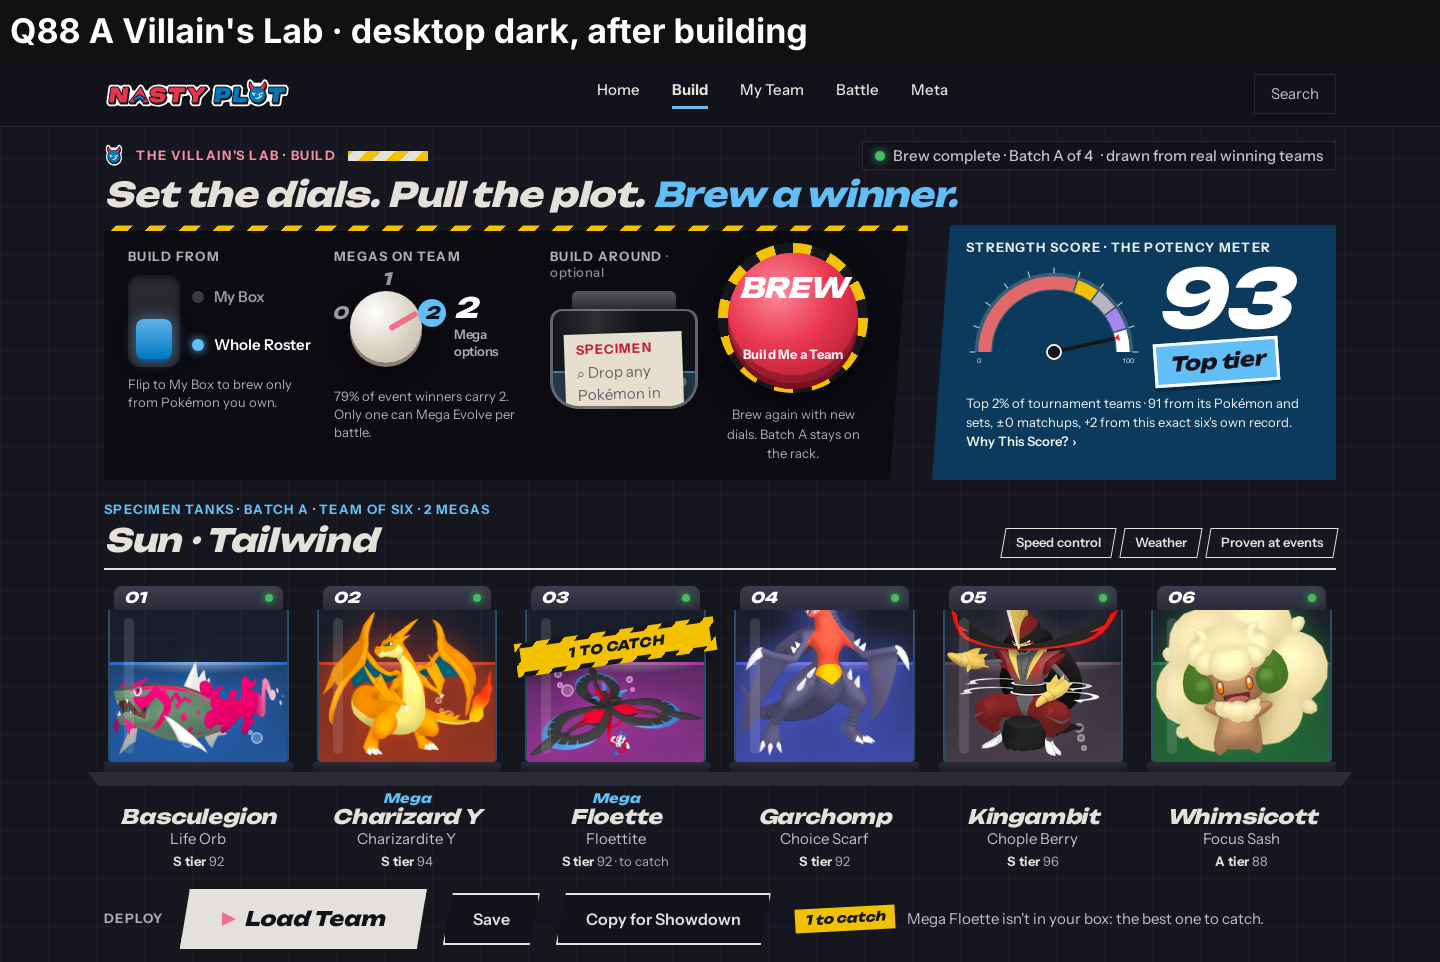 Q88 A Villain's Lab · desktop dark, after building
NASTY PLOT
Home
Build
My Team
Battle
Meta
Search
THE VILLAIN'S LAB · BUILD
Brew complete · Batch A of 4 · drawn from real winning teams
Set the dials. Pull the plot. Brew a winner.
BUILD FROM
My Box
Whole Roster
Flip to My Box to brew only
from Pokémon you own.
MEGAS ON TEAM
1
0
2
2
Mega
options
79% of event winners carry 2.
Only one can Mega Evolve per
battle.
BUILD AROUND ·
optional
SPECIMEN
Drop any
Pokémon in
BREW
Build Me a Team
Brew again with new
dials. Batch A stays on
the rack.
STRENGTH SCORE · THE POTENCY METER
0
100
93
Top tier
Top 2% of tournament teams · 91 from its Pokémon and
sets, ±0 matchups, +2 from this exact six's own record.
Why This Score? ›
SPECIMEN TANKS · BATCH A · TEAM OF SIX · 2 MEGAS
Sun · Tailwind
Speed control
Weather
Proven at events
01
02
03
04
05
06
1 TO CATCH
Basculegion
Life Orb
S tier 92
Mega
Charizard Y
Charizardite Y
S tier 94
Mega
Floette
Floettite
S tier 92 · to catch
Garchomp
Choice Scarf
S tier 92
Kingambit
Chople Berry
S tier 96
Whimsicott
Focus Sash
A tier 88
DEPLOY
Load Team
Save
Copy for Showdown
1 to catch
Mega Floette isn't in your box: the best one to catch.